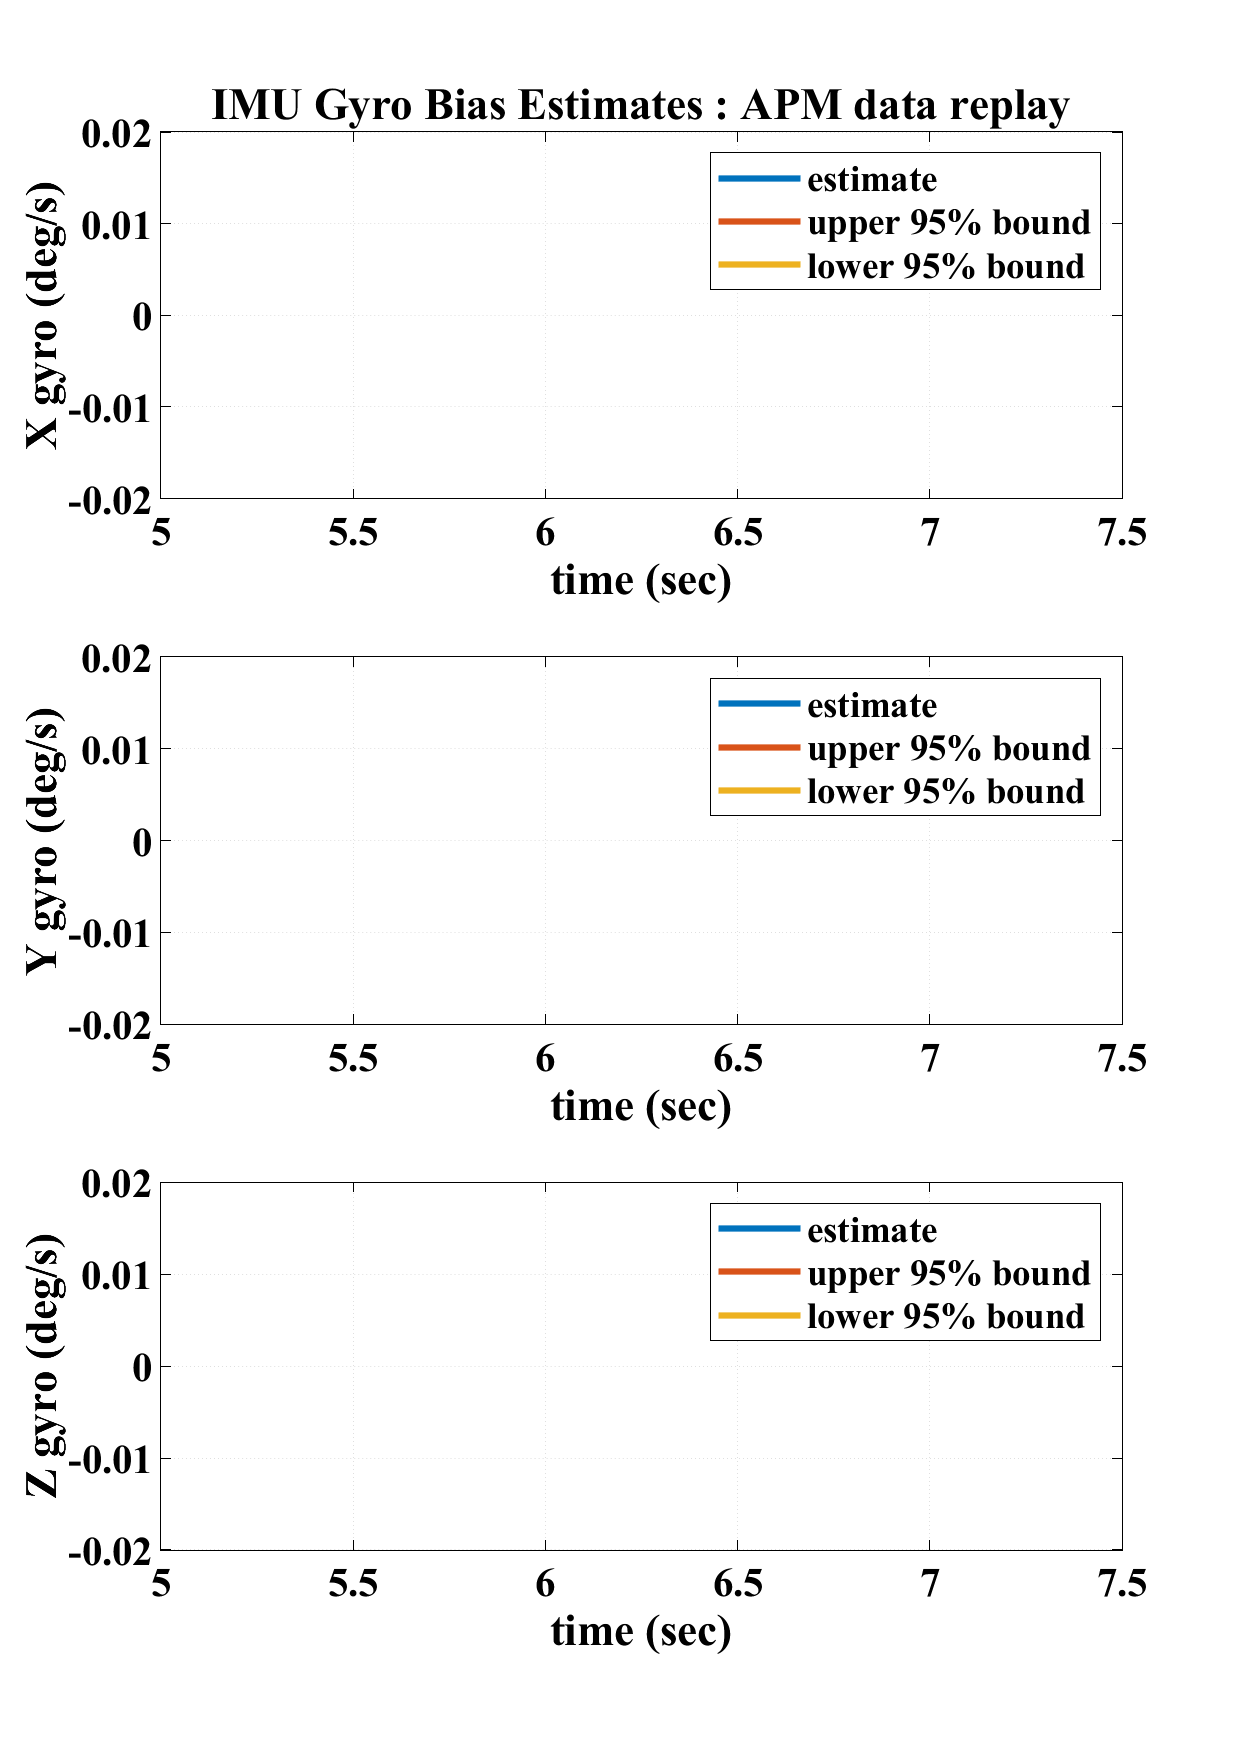 IMU Gyro Bias Estimates : APM data replay
X gyro (deg/s)
0.02
0.01
0
-0.01
-0.02
estimate
upper 95% bound
lower 95% bound
5 5.5 6 6.5 7 7.5
time (sec)
Y gyro (deg/s)
0.02
0.01
0
-0.01
-0.02
estimate
upper 95% bound
lower 95% bound
5 5.5 6 6.5 7 7.5
time (sec)
Z gyro (deg/s)
0.02
0.01
0
-0.01
-0.02
estimate
upper 95% bound
lower 95% bound
5 5.5 6 6.5 7 7.5
time (sec)